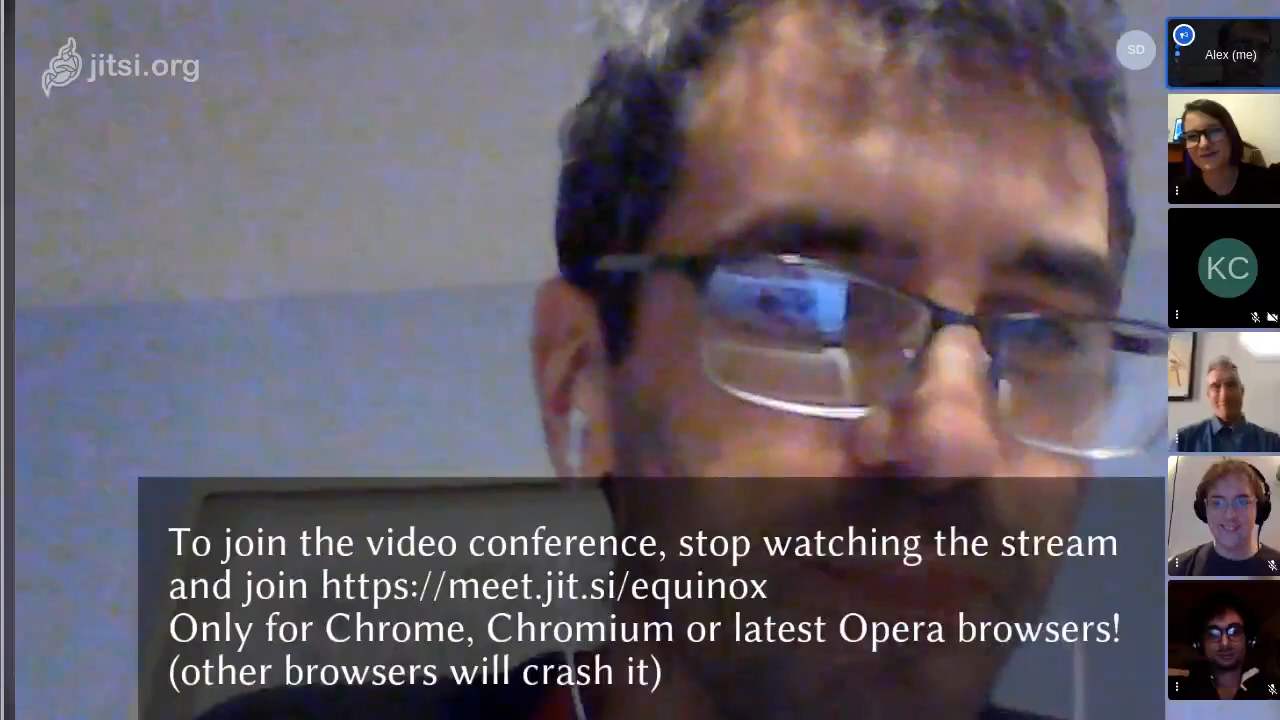 jitsi.org
SD
Alex (me)
KC
To join the video conference, stop watching the stream
and join https://meet.jit.si/equinox
Only for Chrome, Chromium or latest Opera browsers!
(other browsers will crash it)